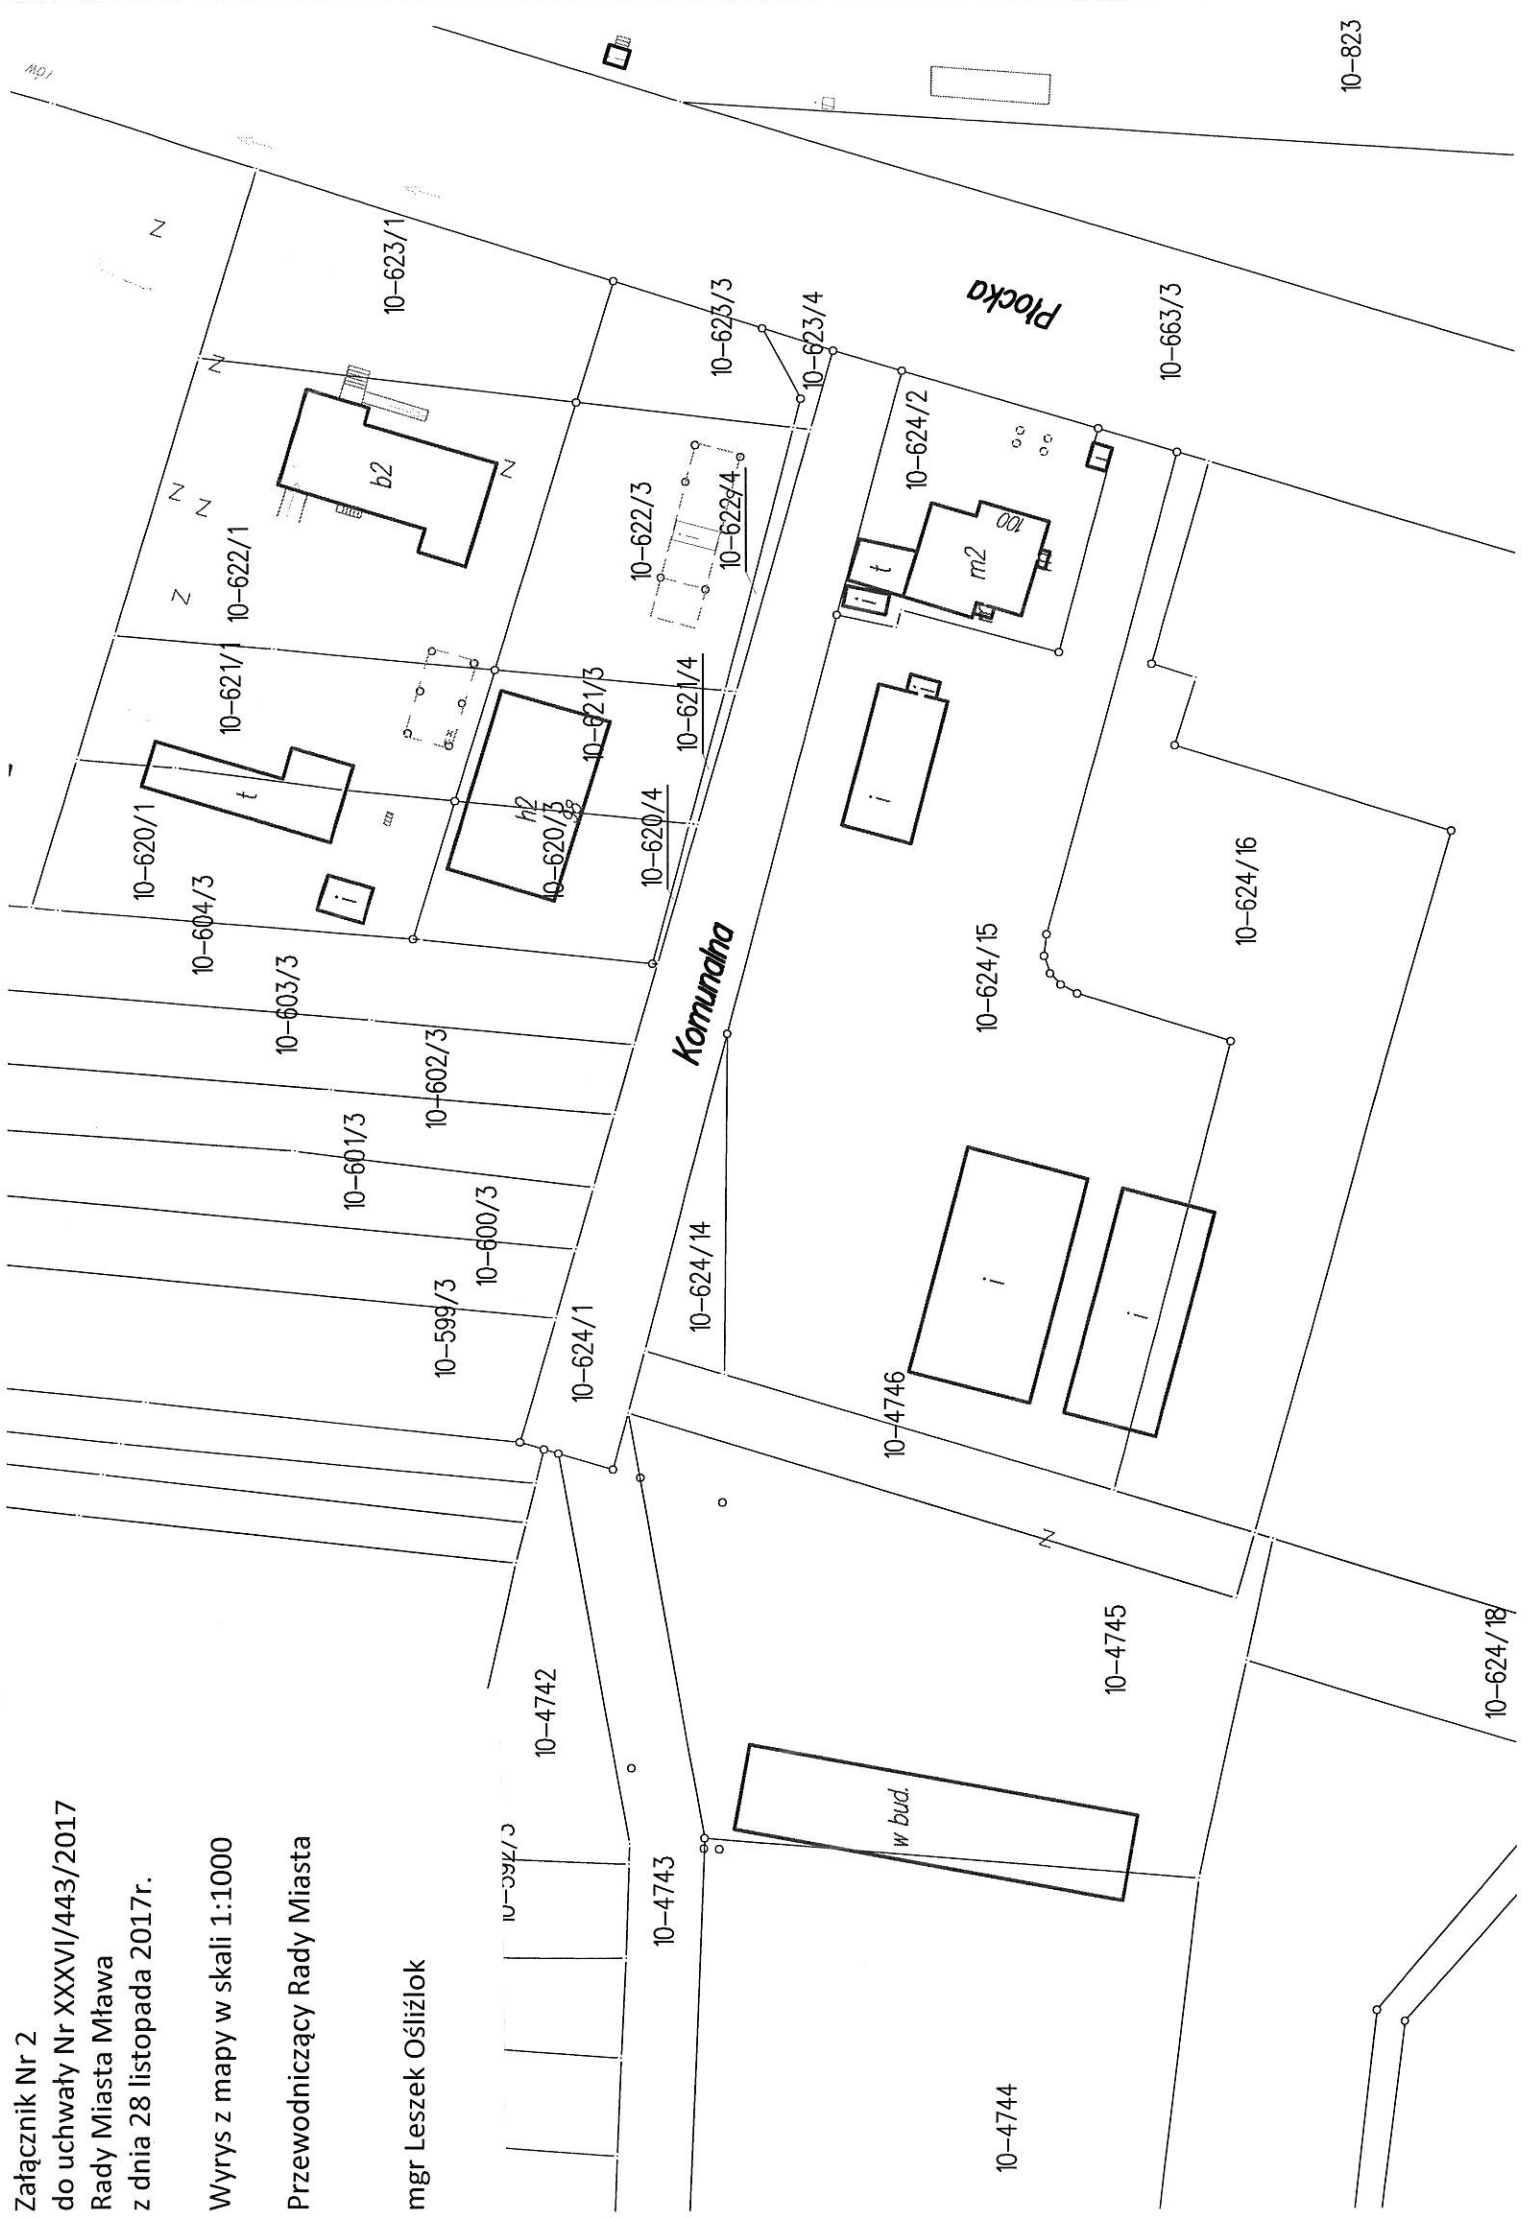 Załącznik Nr 2
do uchwały Nr XXXVI/443/2017
Rady Miasta Mława
z dnia 28 listopada 2017r.
Wyrys z mapy w skali 1:1000
Przewodniczący Rady Miasta
mgr Leszek Ośliźlok
rów
10-823
10-623/1
10-623/3
10-623/4
Płocka
10-663/3
z
z
z
z
z
z
b2
10-622/1
10-622/3
i
10-622/4
10-624/2
100
m2
t
i
i
10-621/1
10-621/3
10-621/4
t
10-620/1
h2
98
10-620/3
10-620/4
i
i
i
10-604/3
10-603/3
10-602/3
10-601/3
10-600/3
10-599/3
Komunalna
10-624/15
10-624/16
10-624/14
10-624/1
i
i
10-4746
z
10-4742
10-4745
10-624/18
w bud.
10-592/3
10-4743
10-4744